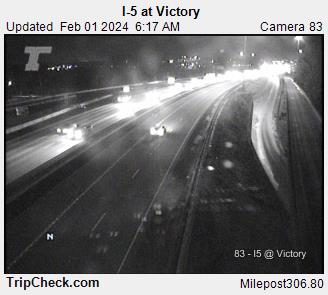 I-5 at Victory
Updated Feb 01 2024 6:17 AM Camera 83
T
N
83 - I5 @ Victory
TripCheck.com Milepost306.80